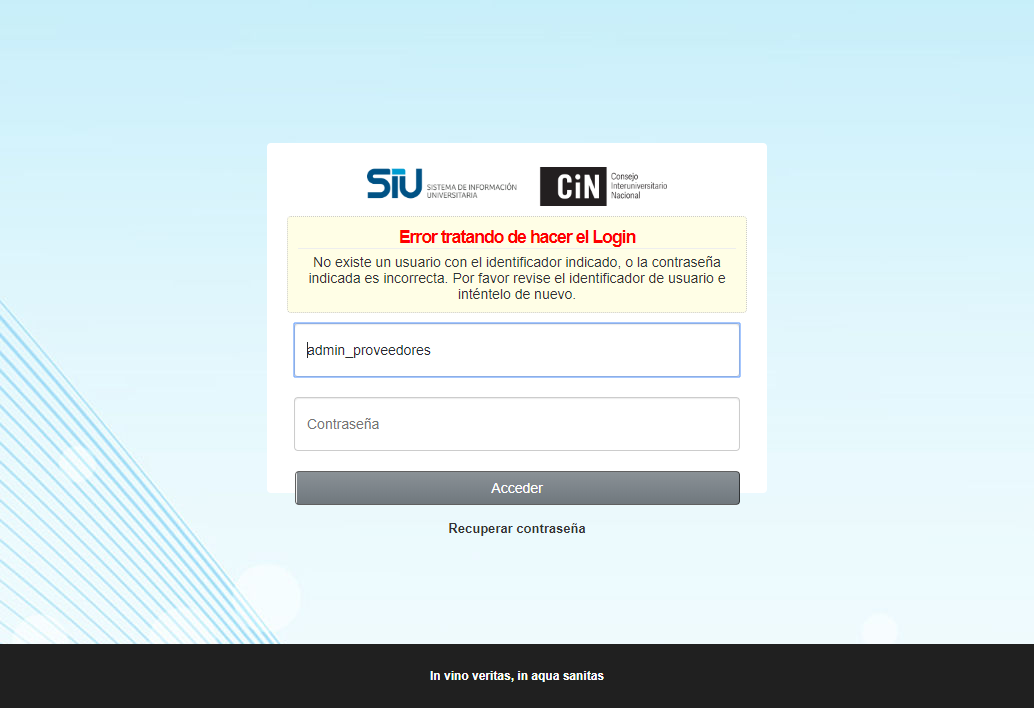 SIU SISTEMA DE INFORMACIÓN
UNIVERSITARIA
CiN Consejo
Interuniversitario
Nacional
Error tratando de hacer el Login
No existe un usuario con el identificador indicado, o la contraseña
indicada es incorrecta. Por favor revise el identificador de usuario e
inténtelo de nuevo.
admin_proveedores
Contraseña
Acceder
Recuperar contraseña
In vino veritas, in aqua sanitas